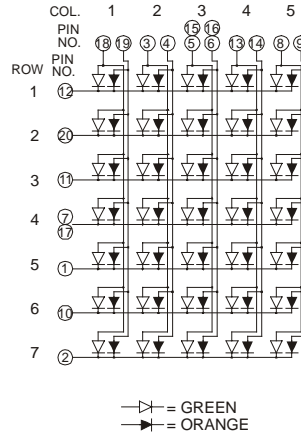 COL. 1 2 3 4 5
PIN NO. 15 16
18 19 3 4 5 6 13 14 8 9
ROW PIN NO.
1 12
2 20
3 11
4 7 17
5 1
6 10
7 2
= GREEN
= ORANGE